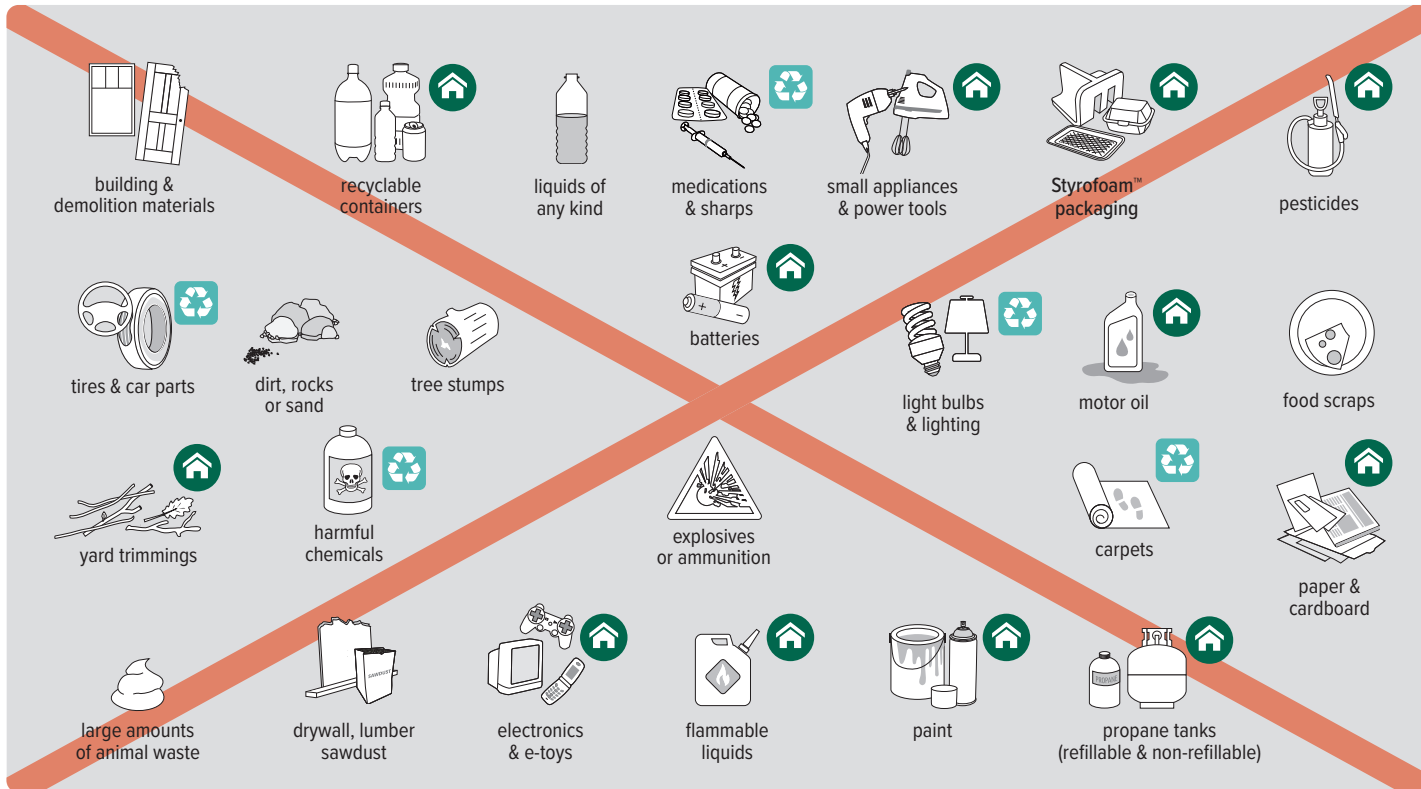 building &
demolition materials
recyclable
containers
liquids of
any kind
medications
& sharps
small appliances
& power tools
Styrofoam™
packaging
pesticides
tires & car parts
dirt, rocks
or sand
tree stumps
batteries
light bulbs
& lighting
motor oil
food scraps
yard trimmings
harmful
chemicals
explosives
or ammunition
carpets
paper &
cardboard
large amounts
of animal waste
SAWDUST
drywall, lumber
sawdust
electronics
& e-toys
flammable
liquids
paint
PROPANE
propane tanks
(refillable & non-refillable)